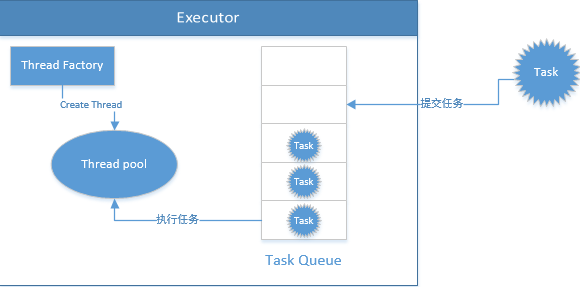 Executor
Thread Factory
Create Thread
Thread pool
执行任务
Task
Task
Task
Task Queue
提交任务
Task